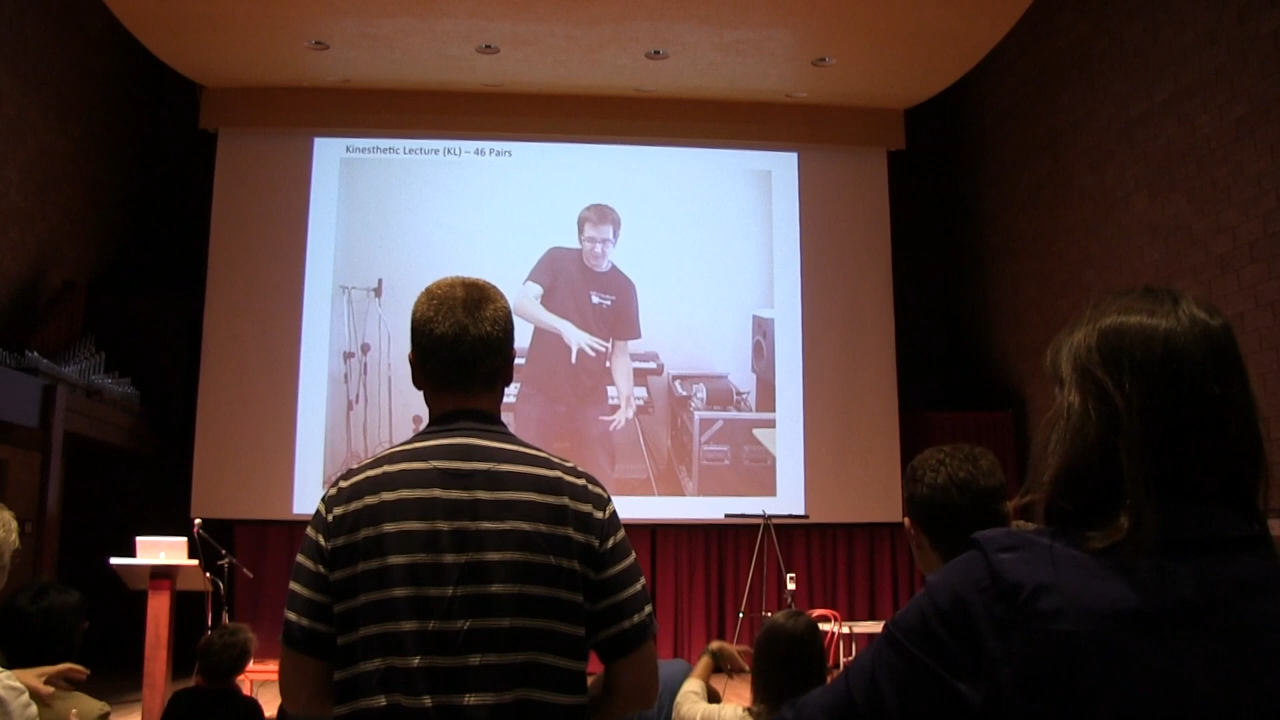 Kinesthetic Lecture (KL) – 46 Pairs